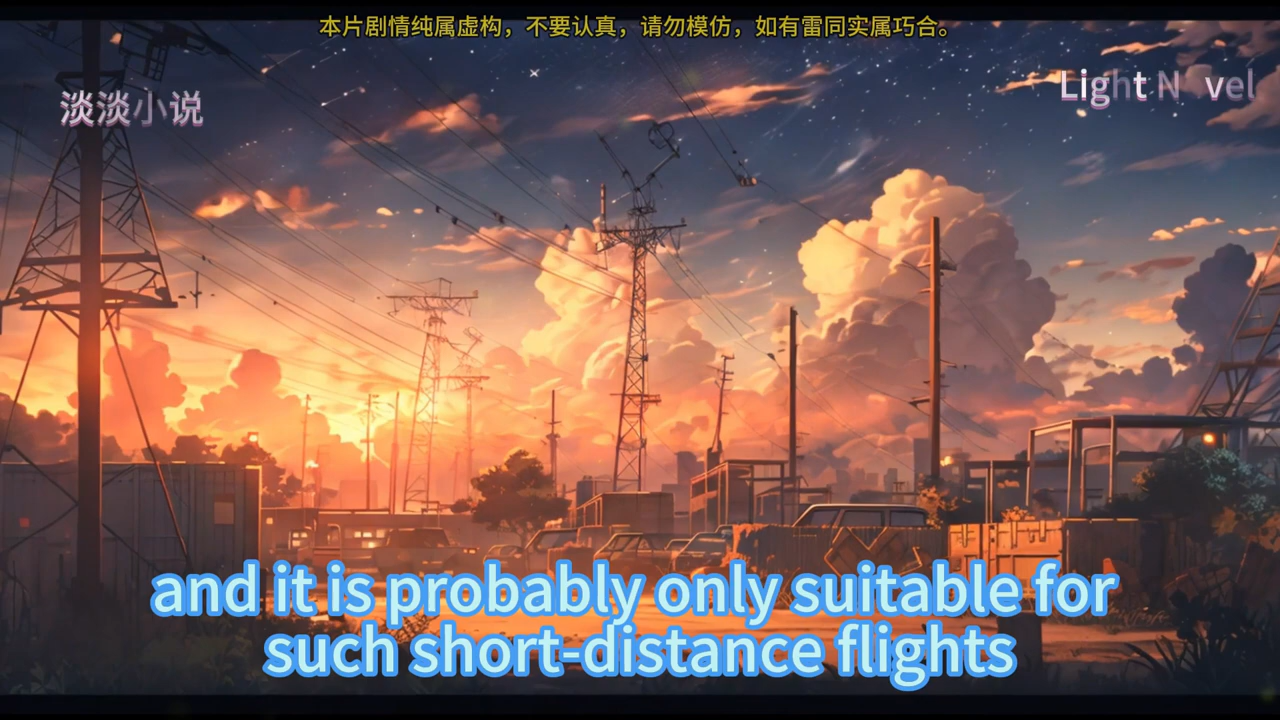 本片剧情纯属虚构，不要认真，请勿模仿，如有雷同实属巧合。
淡淡小说
Light N vel
and it is probably only suitable for
such short-distance flights